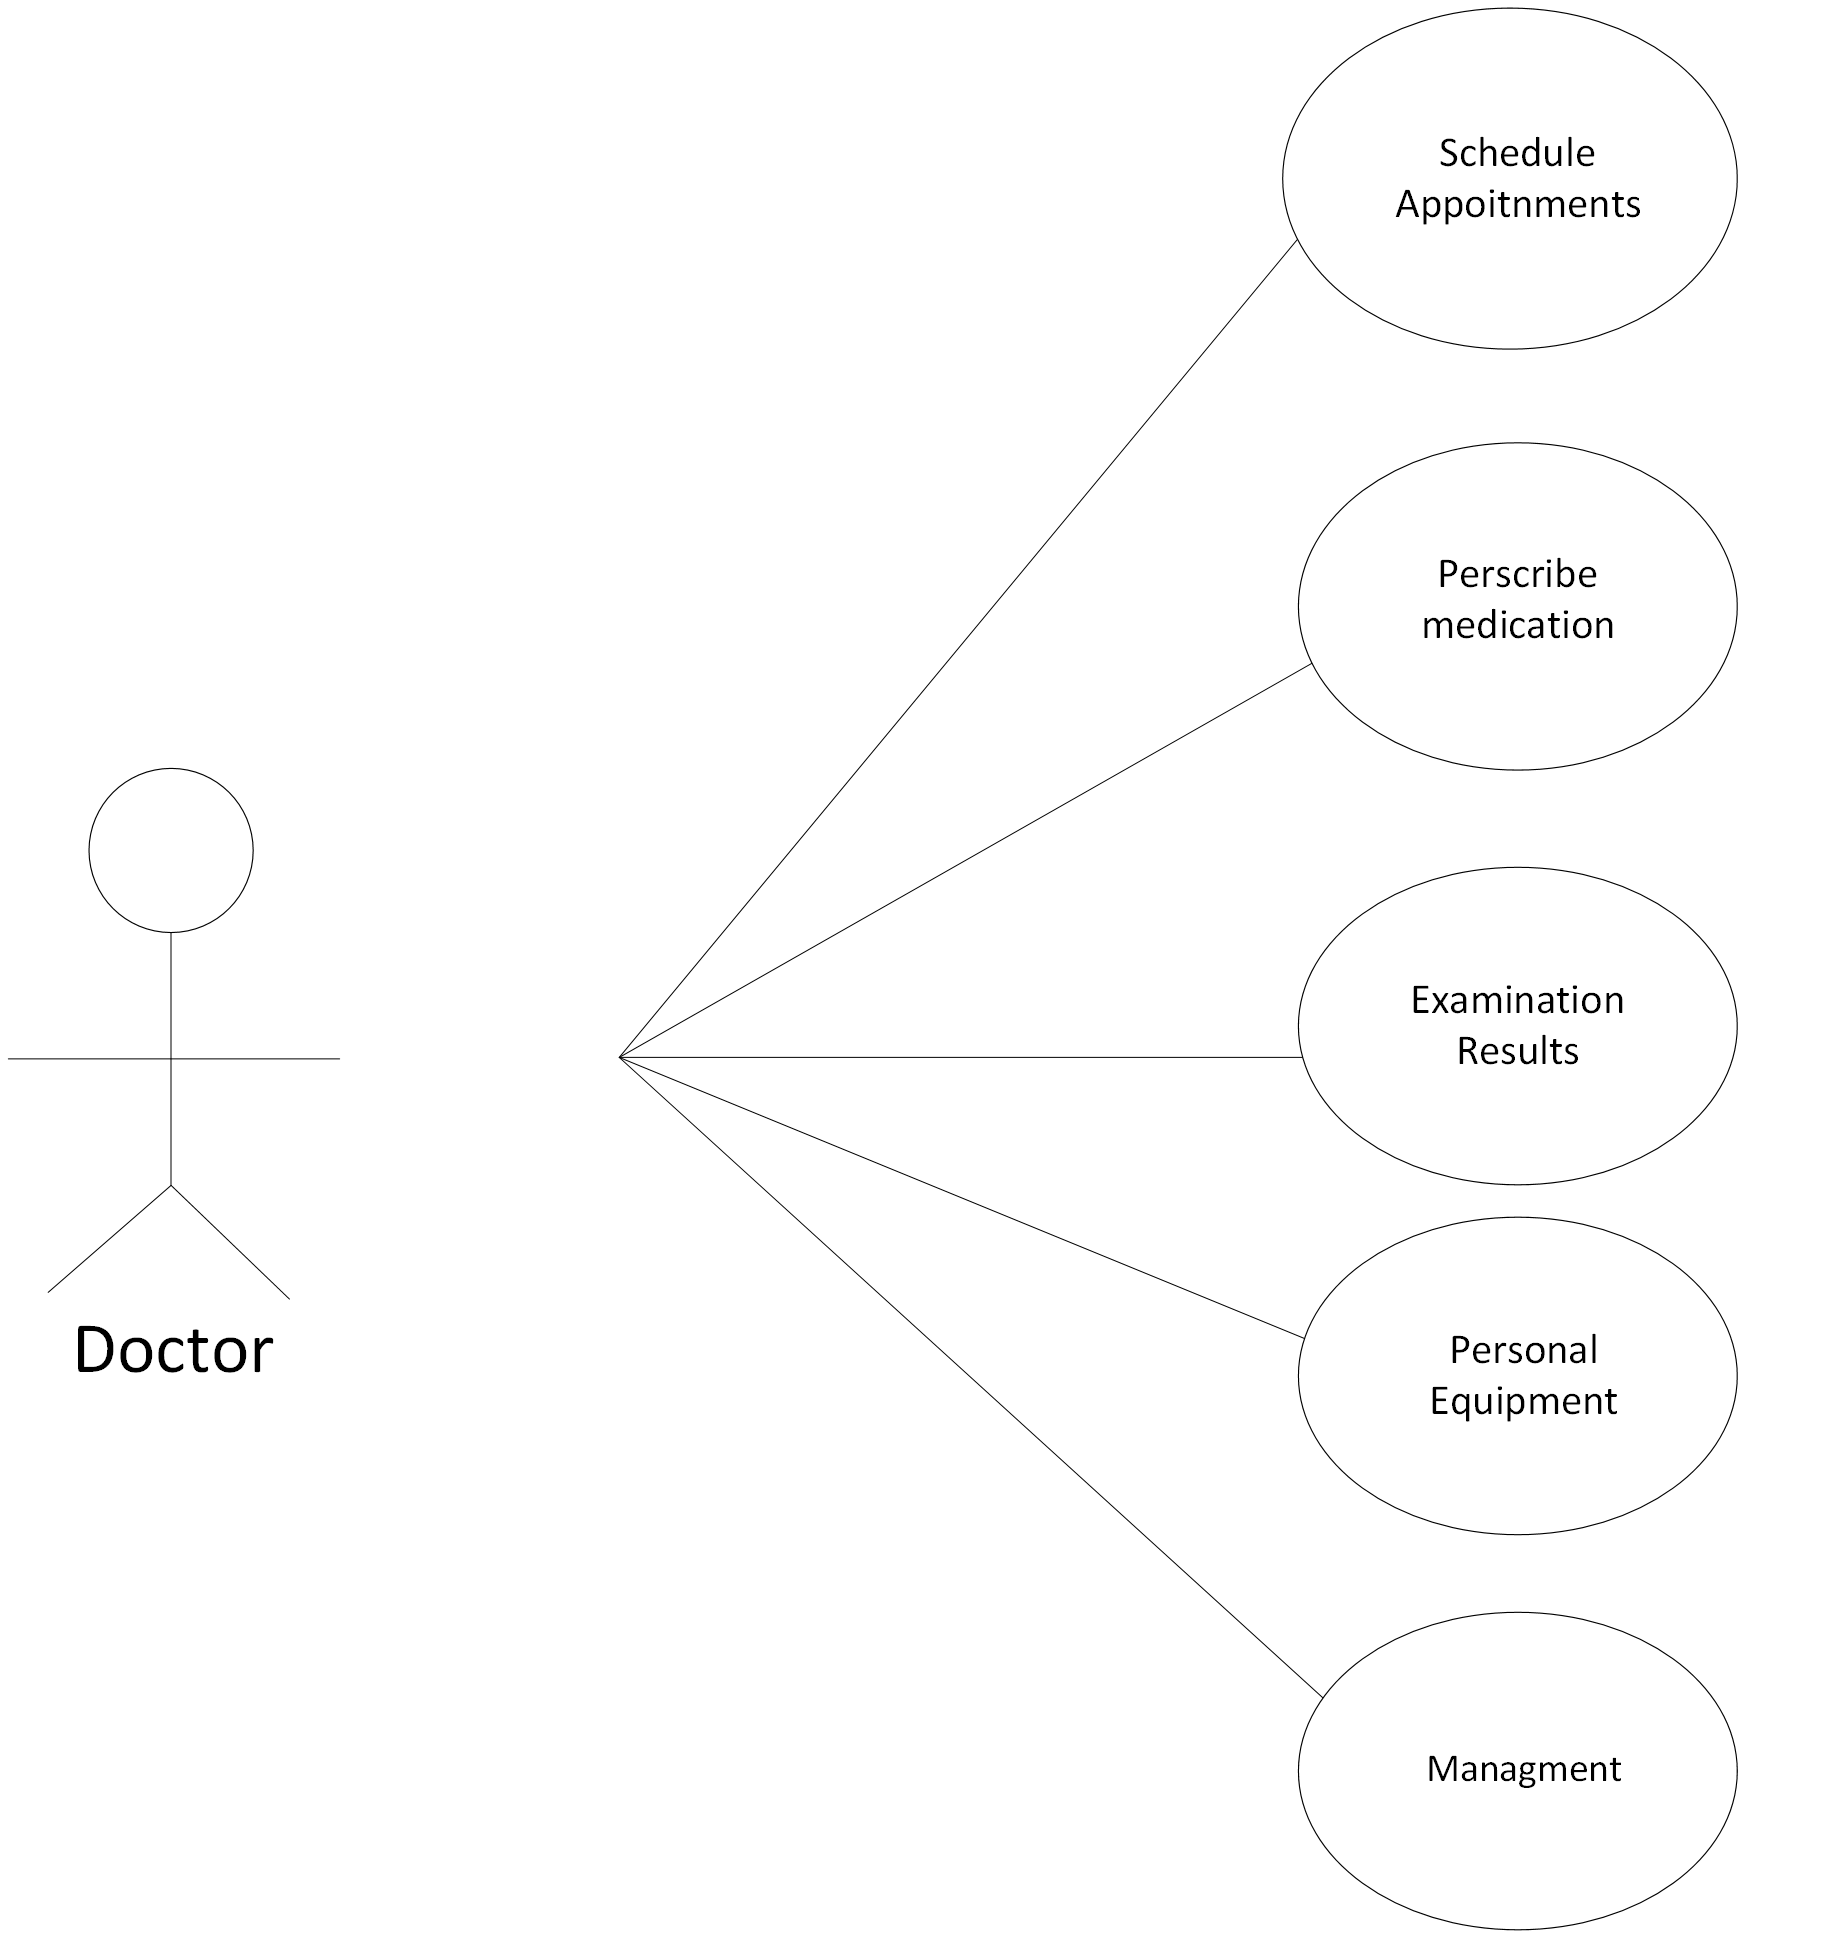 Schedule
Appoitnments
Perscribe
medication
Examination
Results
Doctor
Personal
Equipment
Managment